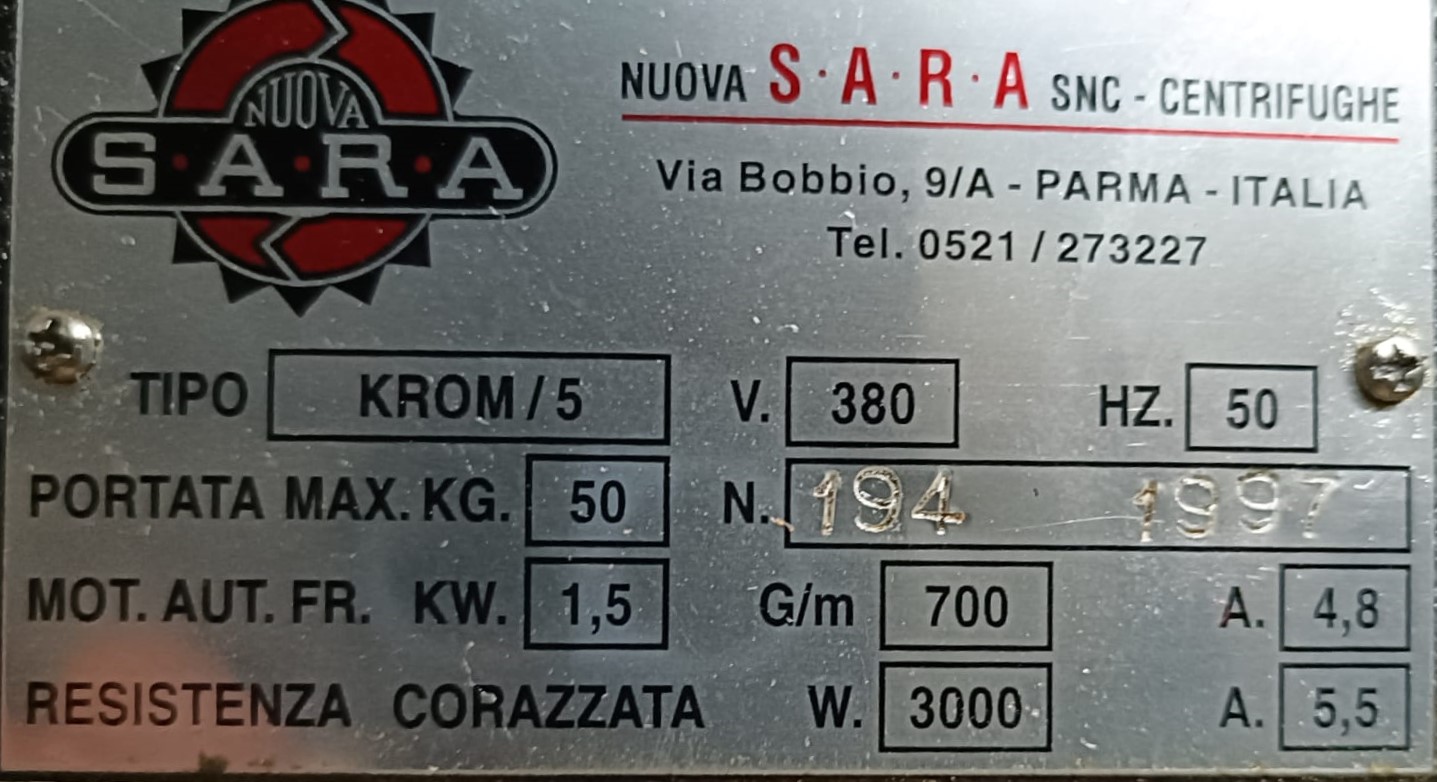 NUOVA
S·A·R·A
NUOVA S·A·R·A SNC - CENTRIFUGHE
Via Bobbio, 9/A - PARMA - ITALIA
Tel. 0521 / 273227
TIPO KROM / 5 V. 380 HZ. 50
PORTATA MAX. KG. 50 N. 194 1997
MOT. AUT. FR. KW. 1,5 G/m 700 A. 4,8
RESISTENZA CORAZZATA W. 3000 A. 5,5